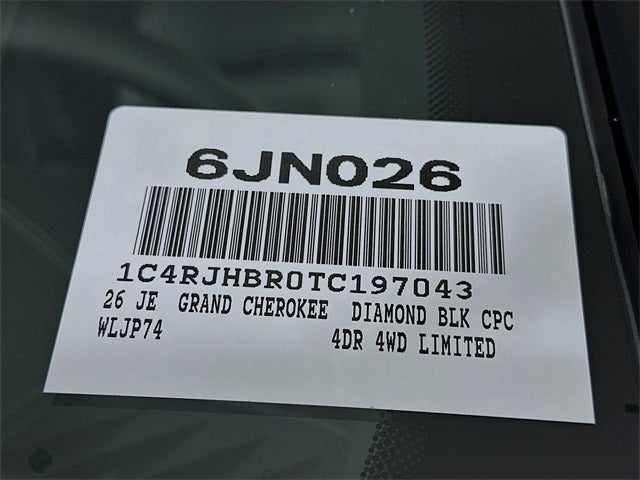 6JN026
1C4RJHBR0TC197043
26 JE GRAND CHEROKEE DIAMOND BLK CPC
WLJP74 4DR 4WD LIMITED